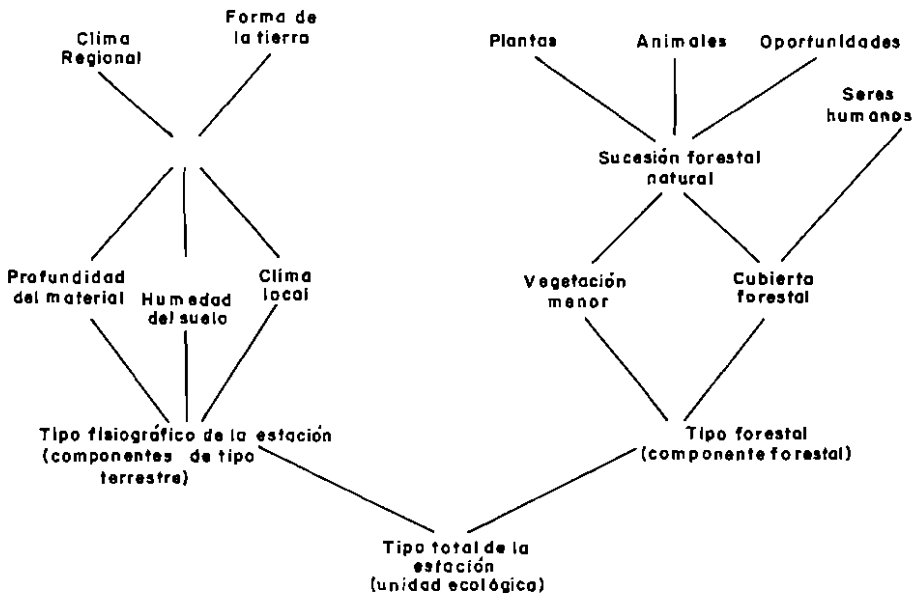 Clima
Regional
Forma de
la tierra
Plantas
Animales
Oportunidades
Seres
humanos
Sucesión forestal
natural
Profundidad
del material
Humedad
del suelo
Clima
local
Vegetación
menor
Cubierta
forestal
Tipo fisiográfico de la estación
(componentes de tipo
terrestre)
Tipo forestal
(componente forestal)
Tipo total de la
estación
(unidad ecológica)